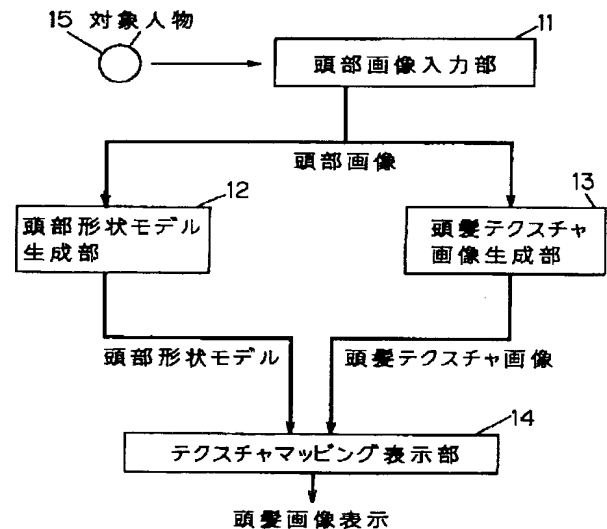 15 対象人物
11
頭部画像入力部
頭部画像
12
頭部形状モデル
生成部
13
頭髪テクスチャ
画像生成部
頭部形状モデル
頭髪テクスチャ画像
14
テクスチャマッピング表示部
頭髪画像表示